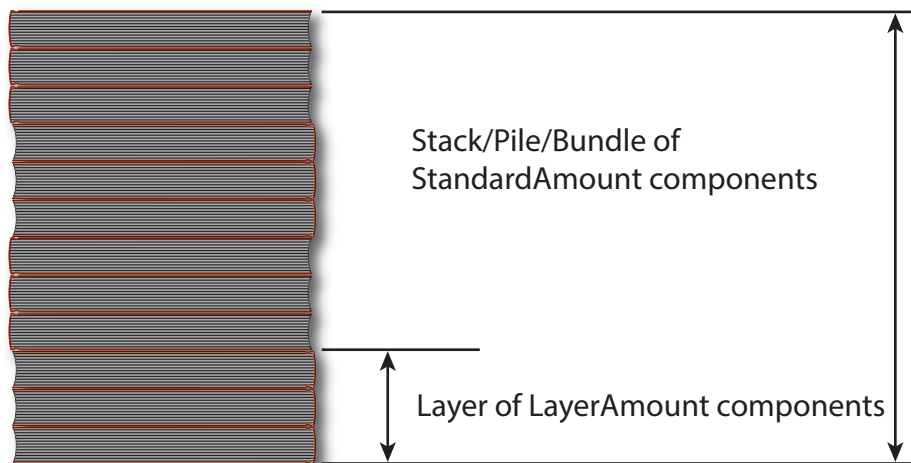 Stack/Pile/Bundle of
StandardAmount components
Layer of LayerAmount components